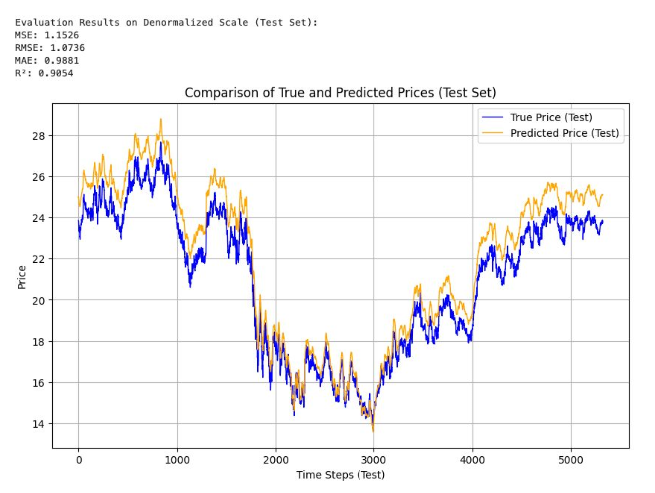 Evaluation Results on Denormalized Scale (Test Set):
MSE: 1.1526
RMSE: 1.0736
MAE: 0.9881
R²: 0.9054
Comparison of True and Predicted Prices (Test Set)
True Price (Test)
Predicted Price (Test)
28
26
24
22
20
18
16
14
Price
0 1000 2000 3000 4000 5000
Time Steps (Test)